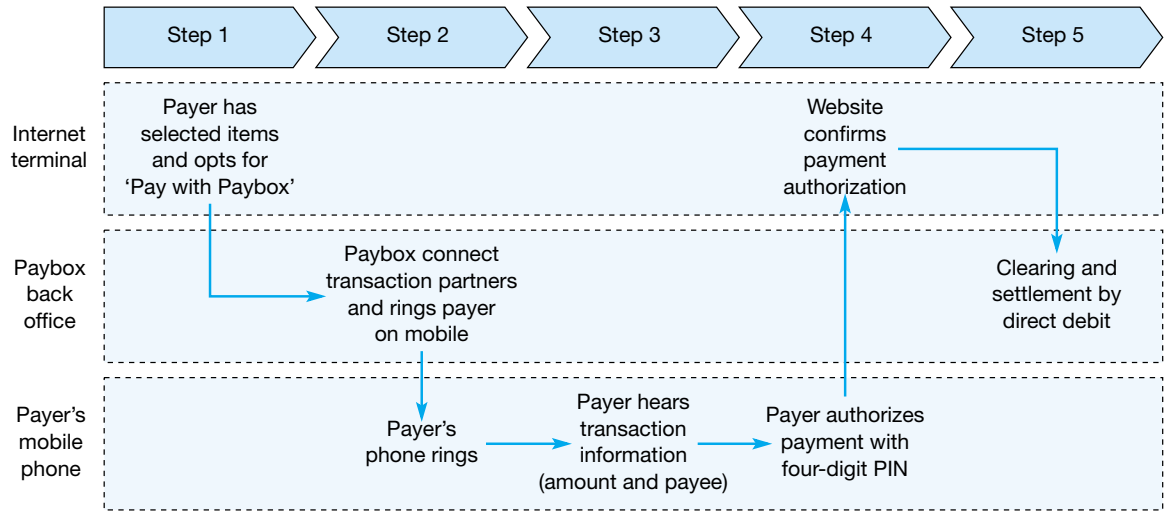 Step 1
Step 2
Step 3
Step 4
Step 5
Internet
terminal
Payer has
selected items
and opts for
‘Pay with Paybox’
Website
confirms
payment
authorization
Paybox
back
office
Paybox connect
transaction partners
and rings payer
on mobile
Clearing and
settlement by
direct debit
Payer’s
mobile
phone
Payer’s
phone rings
Payer hears
transaction
information
(amount and payee)
Payer authorizes
payment with
four-digit PIN